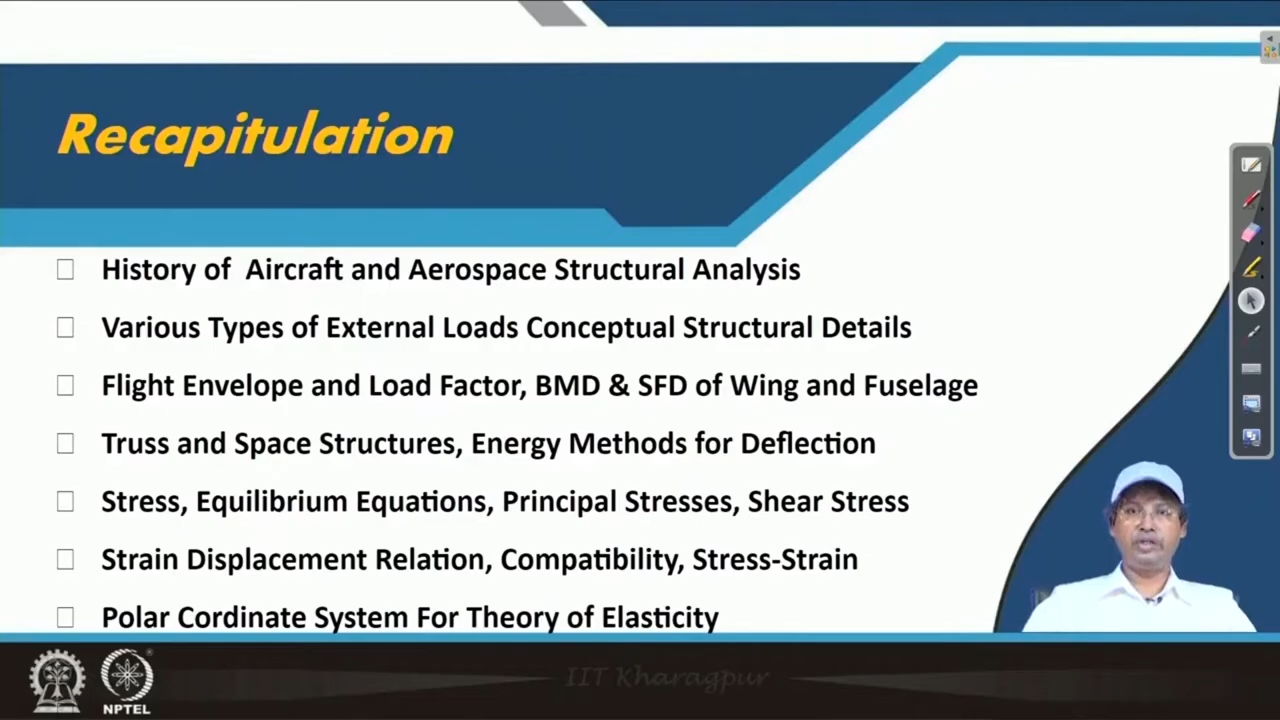 Recapitulation
History of Aircraft and Aerospace Structural Analysis
Various Types of External Loads Conceptual Structural Details
Flight Envelope and Load Factor, BMD & SFD of Wing and Fuselage
Truss and Space Structures, Energy Methods for Deflection
Stress, Equilibrium Equations, Principal Stresses, Shear Stress
Strain Displacement Relation, Compatibility, Stress-Strain
Polar Cordinate System For Theory of Elasticity
IIT Kharagpur
NPTEL